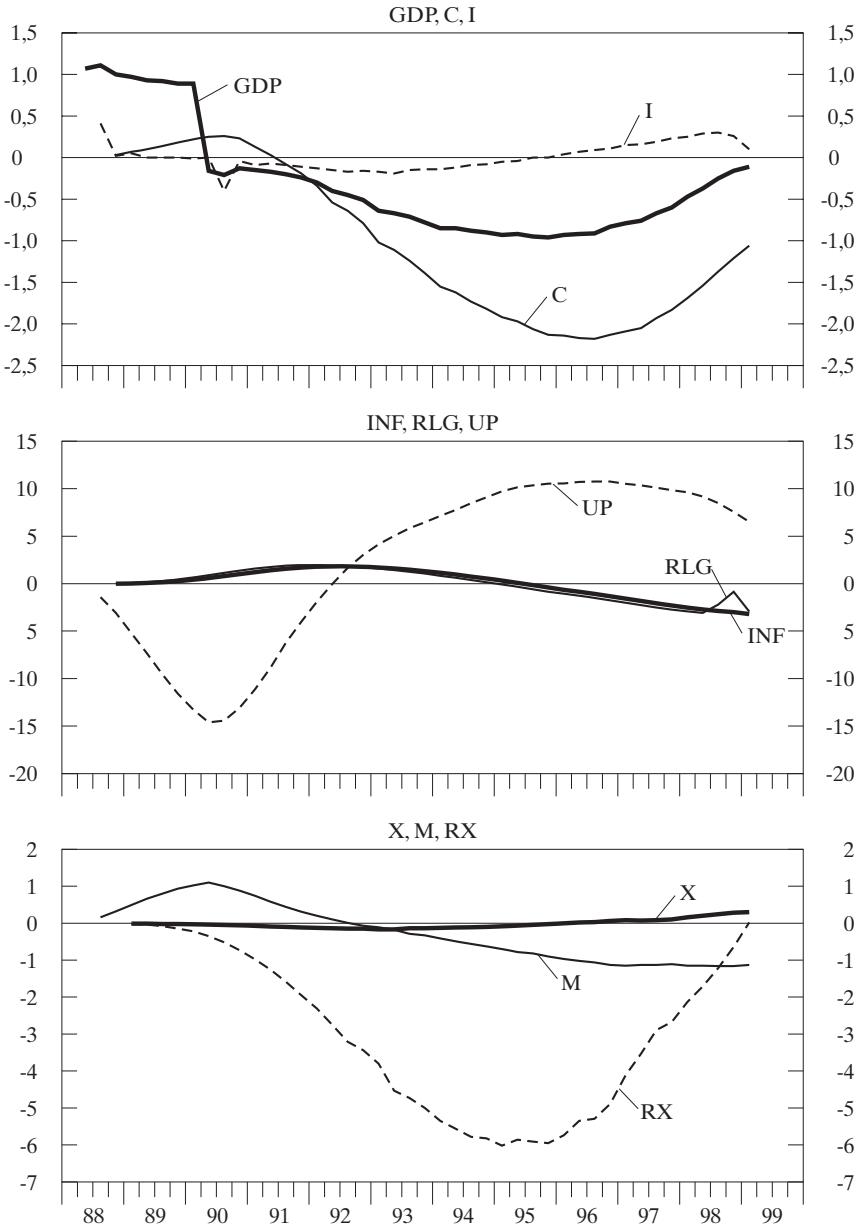 GDP, C, I
1,5 1,5
1,0 1,0
GDP
I
0,5 0,5
0 0
-0,5 -0,5
-1,0 -1,0
C
-1,5 -1,5
-2,0 -2,0
-2,5 -2,5
INF, RLG, UP
15 15
10 10
UP
5 5
RLG
0 0
INF
-5 -5
-10 -10
-15 -15
-20 -20
X, M, RX
2 2
1 1
X
0 0
-1 -1
M
-2 -2
-3 -3
-4 -4
-5 -5
RX
-6 -6
-7 -7
88 89 90 91 92 93 94 95 96 97 98 99